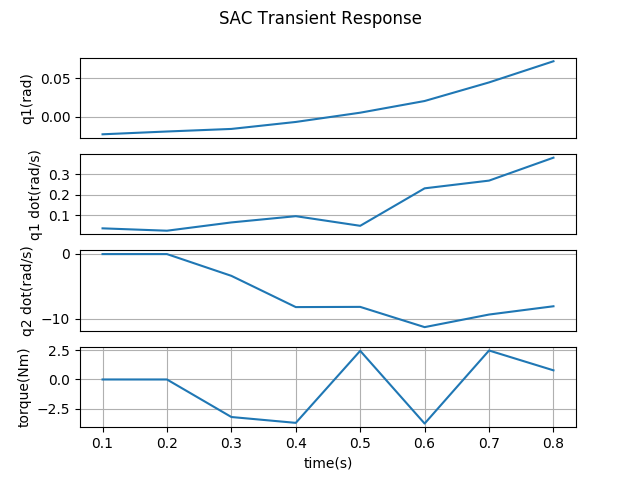 SAC Transient Response
q1(rad)
0.05
0.00
q1 dot(rad/s)
0.3
0.2
0.1
q2 dot(rad/s)
0
−10
torque(Nm)
2.5
0.0
−2.5
0.1 0.2 0.3 0.4 0.5 0.6 0.7 0.8
time(s)